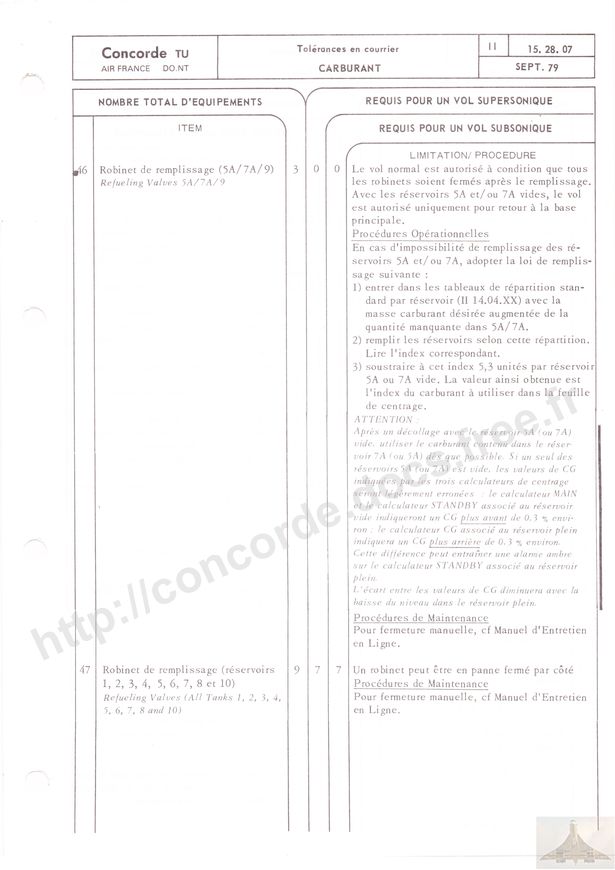 Concorde TU
AIR FRANCE DO.NT
Tolérances en courrier
CARBURANT
II
15. 28. 07
SEPT. 79
NOMBRE TOTAL D'EQUIPEMENTS
REQUIS POUR UN VOL SUPERSONIQUE
ITEM
REQUIS POUR UN VOL SUBSONIQUE
LIMITATION/ PROCEDURE
46 Robinet de remplissage (5A/7A/9) 3 0 0
Refueling Valves 5A/7A/9
Le vol normal est autorisé à condition que tous
les robinets soient fermés après le remplissage.
Avec les réservoirs 5A et/ou 7A vides, le vol
est autorisé uniquement pour retour à la base
principale.
Procédures Opérationnelles
En cas d'impossibilité de remplissage des ré-
servoirs 5A et/ou 7A, adopter la loi de remplis-
sage suivante :
1) entrer dans les tableaux de répartition stan-
dard par réservoir (II 14.04.XX) avec la
masse carburant désirée augmentée de la
quantité manquante dans 5A/7A.
2) remplir les réservoirs selon cette répartition.
Lire l'index correspondant.
3) soustraire à cet index 5,3 unités par réservoir
5A ou 7A vide. La valeur ainsi obtenue est
l'index du carburant à utiliser dans la feuille
de centrage.
ATTENTION :
Après un décollage avec le réservoir 5A (ou 7A)
vide, utiliser le carburant contenu dans le réser-
voir 7A (ou 5A) dès que possible. Si un seul des
réservoirs 5A (ou 7A) est vide, les valeurs de CG
indiquées par les trois calculateurs de centrage
seront légèrement erronées : le calculateur MAIN
et le calculateur STANDBY associé au réservoir
vide indiqueront un CG plus avant de 0.3 % envi-
ron ; le calculateur CG associé au réservoir plein
indiquera un CG plus arrière de 0.3 % environ.
Cette différence peut entraîner une alarme ambre
sur le calculateur STANDBY associé au réservoir
plein.
L'écart entre les valeurs de CG diminuera avec la
baisse du niveau dans le réservoir plein.
Procédures de Maintenance
Pour fermeture manuelle, cf Manuel d'Entretien
en Ligne.
47 Robinet de remplissage (réservoirs 9 7 7
1, 2, 3, 4, 5, 6, 7, 8 et 10)
Refueling Valves (All Tanks 1, 2, 3, 4,
5, 6, 7, 8 and 10)
Un robinet peut être en panne fermé par côté
Procédures de Maintenance
Pour fermeture manuelle, cf Manuel d'Entretien
en Ligne.
http://concorde.docs.free.fr